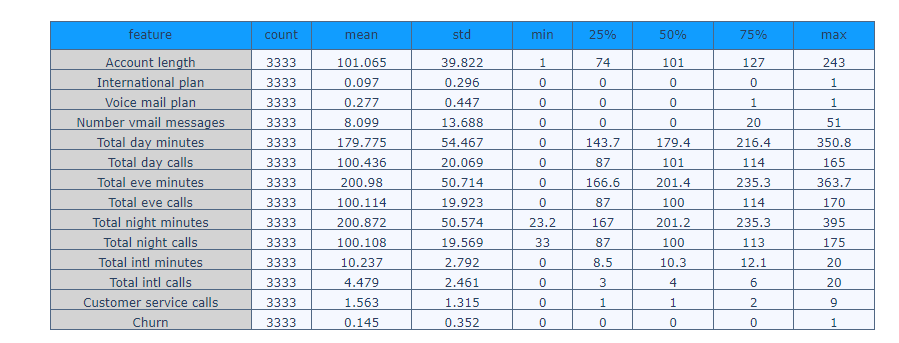 feature count mean std min 25% 50% 75% max
Account length 3333 101.065 39.822 1 74 101 127 243
International plan 3333 0.097 0.296 0 0 0 0 1
Voice mail plan 3333 0.277 0.447 0 0 0 1 1
Number vmail messages 3333 8.099 13.688 0 0 0 20 51
Total day minutes 3333 179.775 54.467 0 143.7 179.4 216.4 350.8
Total day calls 3333 100.436 20.069 0 87 101 114 165
Total eve minutes 3333 200.98 50.714 0 166.6 201.4 235.3 363.7
Total eve calls 3333 100.114 19.923 0 87 100 114 170
Total night minutes 3333 200.872 50.574 23.2 167 201.2 235.3 395
Total night calls 3333 100.108 19.569 33 87 100 113 175
Total intl minutes 3333 10.237 2.792 0 8.5 10.3 12.1 20
Total intl calls 3333 4.479 2.461 0 3 4 6 20
Customer service calls 3333 1.563 1.315 0 1 1 2 9
Churn 3333 0.145 0.352 0 0 0 0 1